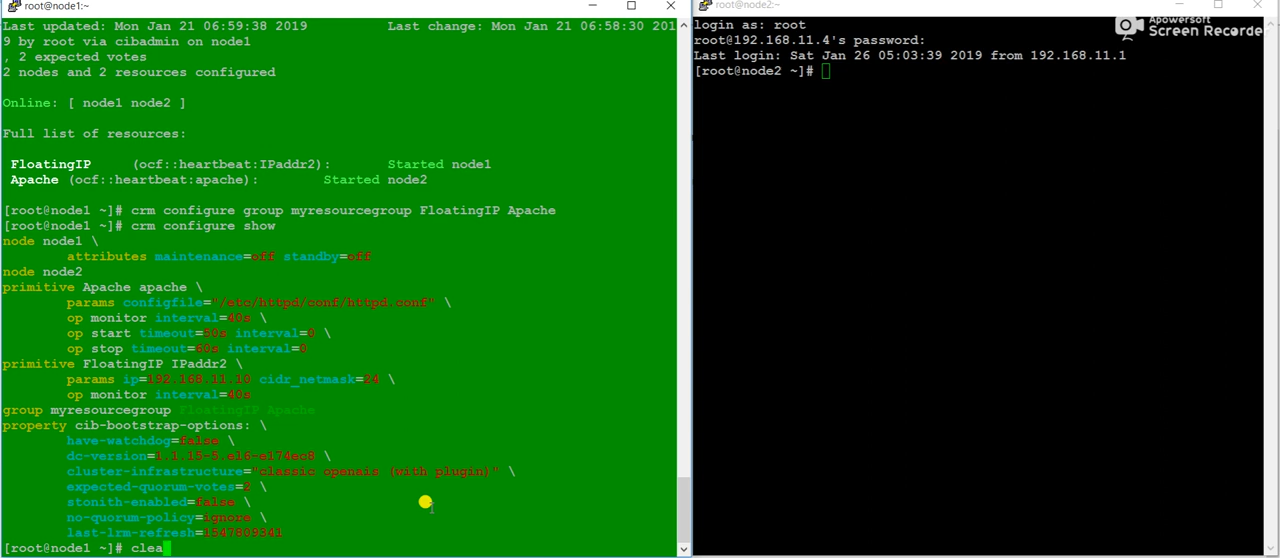 root@node1:~
Last updated: Mon Jan 21 06:59:38 2019 Last change: Mon Jan 21 06:58:30 201
9 by root via cibadmin on node1
, 2 expected votes
2 nodes and 2 resources configured
Online: [ node1 node2 ]
Full list of resources:
FloatingIP (ocf::heartbeat:IPaddr2): Started node1
Apache (ocf::heartbeat:apache): Started node2
[root@node1 ~]# crm configure group myresourcegroup FloatingIP Apache
[root@node1 ~]# crm configure show
node node1 \
attributes maintenance=off standby=off
node node2
primitive Apache apache \
params configfile="/etc/httpd/conf/httpd.conf" \
op monitor interval=40s \
op start timeout=50s interval=0 \
op stop timeout=60s interval=0
primitive FloatingIP IPaddr2 \
params ip=192.168.11.10 cidr_netmask=24 \
op monitor interval=40s
group myresourcegroup FloatingIP Apache
property cib-bootstrap-options: \
have-watchdog=false \
dc-version=1.1.15-5.el6-e174ec8 \
cluster-infrastructure="classic openais (with plugin)" \
expected-quorum-votes=2 \
stonith-enabled=false \
no-quorum-policy=ignore \
last-lrm-refresh=1547809341
[root@node1 ~]# clea
root@node2:~
login as: root
root@192.168.11.4's password:
Last login: Sat Jan 26 05:03:39 2019 from 192.168.11.1
[root@node2 ~]#
Apowersoft
Screen Recorder